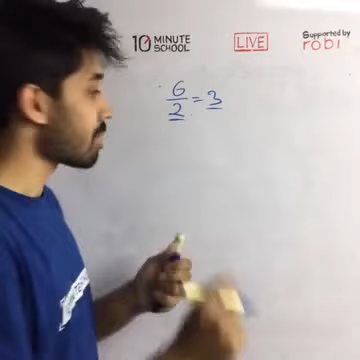 10 MINUTE SCHOOL
LIVE
Supported by
robi
6/2 = 3